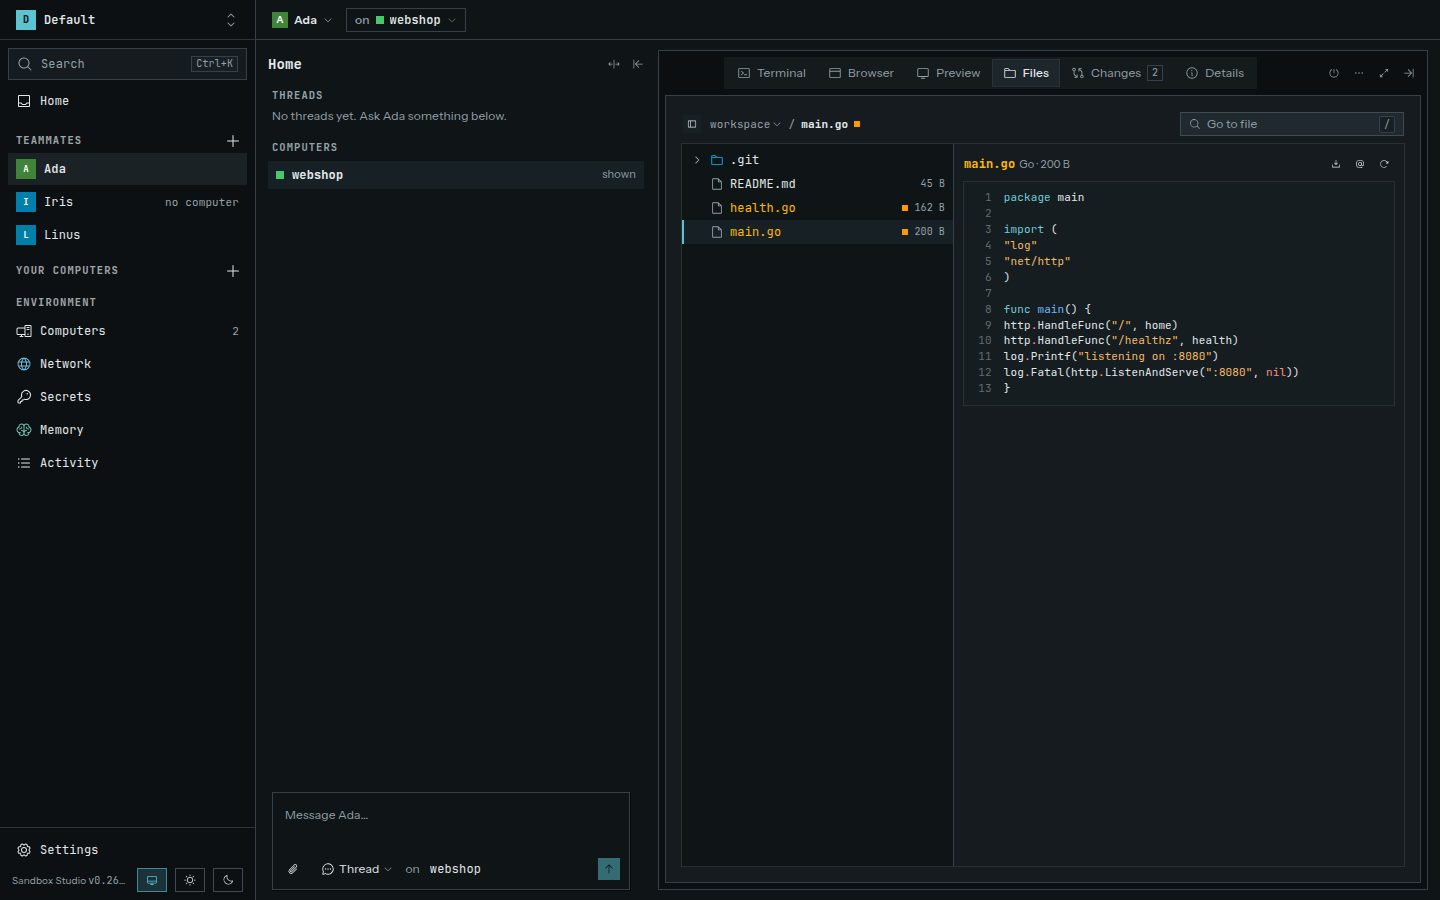 D Default
Search Ctrl+K
Home
TEAMMATES
A Ada
I Iris no computer
L Linus
YOUR COMPUTERS
ENVIRONMENT
Computers 2
Network
Secrets
Memory
Activity
Settings
Sandbox Studio v0.26…
A Ada on webshop
Home
THREADS
No threads yet. Ask Ada something below.
COMPUTERS
webshop shown
Message Ada…
Thread on webshop
Terminal Browser Preview Files Changes 2 Details
workspace / main.go
Go to file /
.git
README.md 45 B
health.go 162 B
main.go 200 B
main.go Go · 200 B
1 package main
2
3 import (
4 "log"
5 "net/http"
6 )
7
8 func main() {
9 http.HandleFunc("/", home)
10 http.HandleFunc("/healthz", health)
11 log.Printf("listening on :8080")
12 log.Fatal(http.ListenAndServe(":8080", nil))
13 }